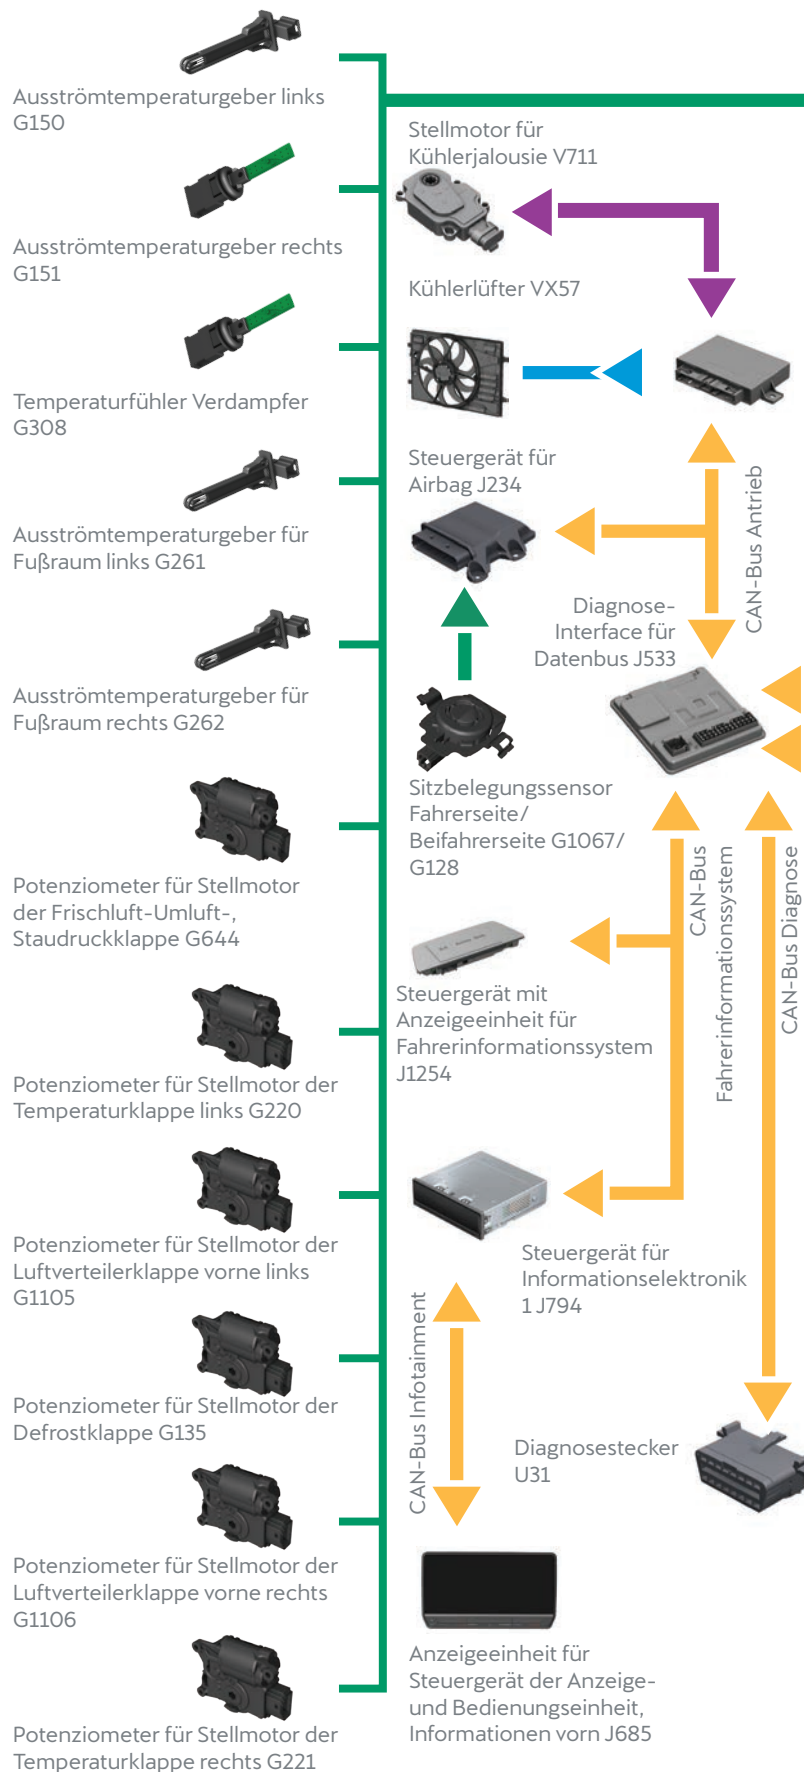 Ausströmtemperaturgeber links
G150
Ausströmtemperaturgeber rechts
G151
Temperaturfühler Verdampfer
G308
Ausströmtemperaturgeber für
Fußraum links G261
Ausströmtemperaturgeber für
Fußraum rechts G262
Potenziometer für Stellmotor
der Frischluft-Umluft-,
Staudruckklappe G644
Potenziometer für Stellmotor der
Temperaturklappe links G220
Potenziometer für Stellmotor der
Luftverteilerklappe vorne links
G1105
Potenziometer für Stellmotor der
Defrostklappe G135
Potenziometer für Stellmotor der
Luftverteilerklappe vorne rechts
G1106
Potenziometer für Stellmotor der
Temperaturklappe rechts G221
Stellmotor für
Kühlerjalousie V711
Kühlerlüfter VX57
Steuergerät für
Airbag J234
CAN-Bus Antrieb
Diagnose-
Interface für
Datenbus J533
Sitzbelegungssensor
Fahrerseite/
Beifahrerseite G1067/
G128
CAN-Bus
Fahrerinformationssystem
CAN-Bus Diagnose
Steuergerät mit
Anzeigeeinheit für
Fahrerinformationssystem
J1254
Steuergerät für
Informationselektronik
1 J794
CAN-Bus Infotainment
Diagnosestecker
U31
Anzeigeeinheit für
Steuergerät der Anzeige-
und Bedienungseinheit,
Informationen vorn J685